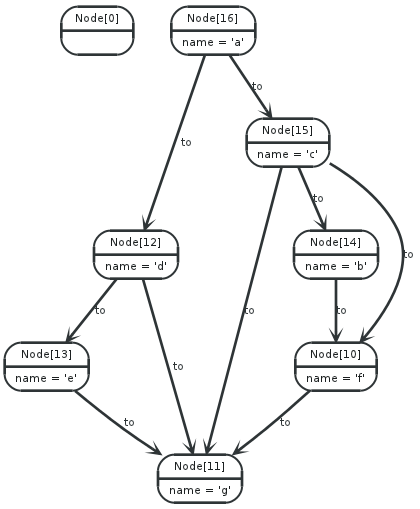 Node[0]
Node[16]
name = 'a'
to
Node[15]
name = 'c'
to
to
Node[12]
name = 'd'
Node[14]
name = 'b'
to
to
to
to
to
Node[13]
name = 'e'
Node[10]
name = 'f'
to
to
to
Node[11]
name = 'g'